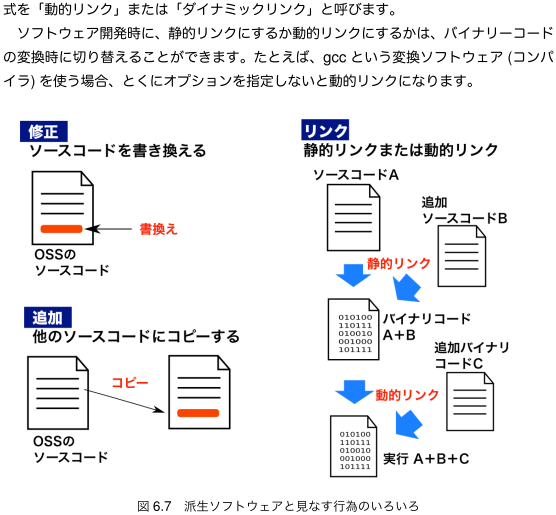 式を「動的リンク」または「ダイナミックリンク」と呼びます。
ソフトウェア開発時に、静的リンクにするか動的リンクにするかは、バイナリーコード
の変換時に切り替えることができます。たとえば、gcc という変換ソフトウェア (コンパ
イラ) を使う場合、とくにオプションを指定しないと動的リンクになります。
修正
ソースコードを書き換える
書換え
OSSの
ソースコード
追加
他のソースコードにコピーする
コピー
OSSの
ソースコード
リンク
静的リンクまたは動的リンク
ソースコードA
追加
ソースコードB
静的リンク
010100
110111
010010
001000
101111
バイナリコード
A＋B
追加バイナリ
コードC
動的リンク
010100
110111
010010
001000
101111
実行 A＋B＋C
図 6.7　派生ソフトウェアと見なす行為のいろいろ